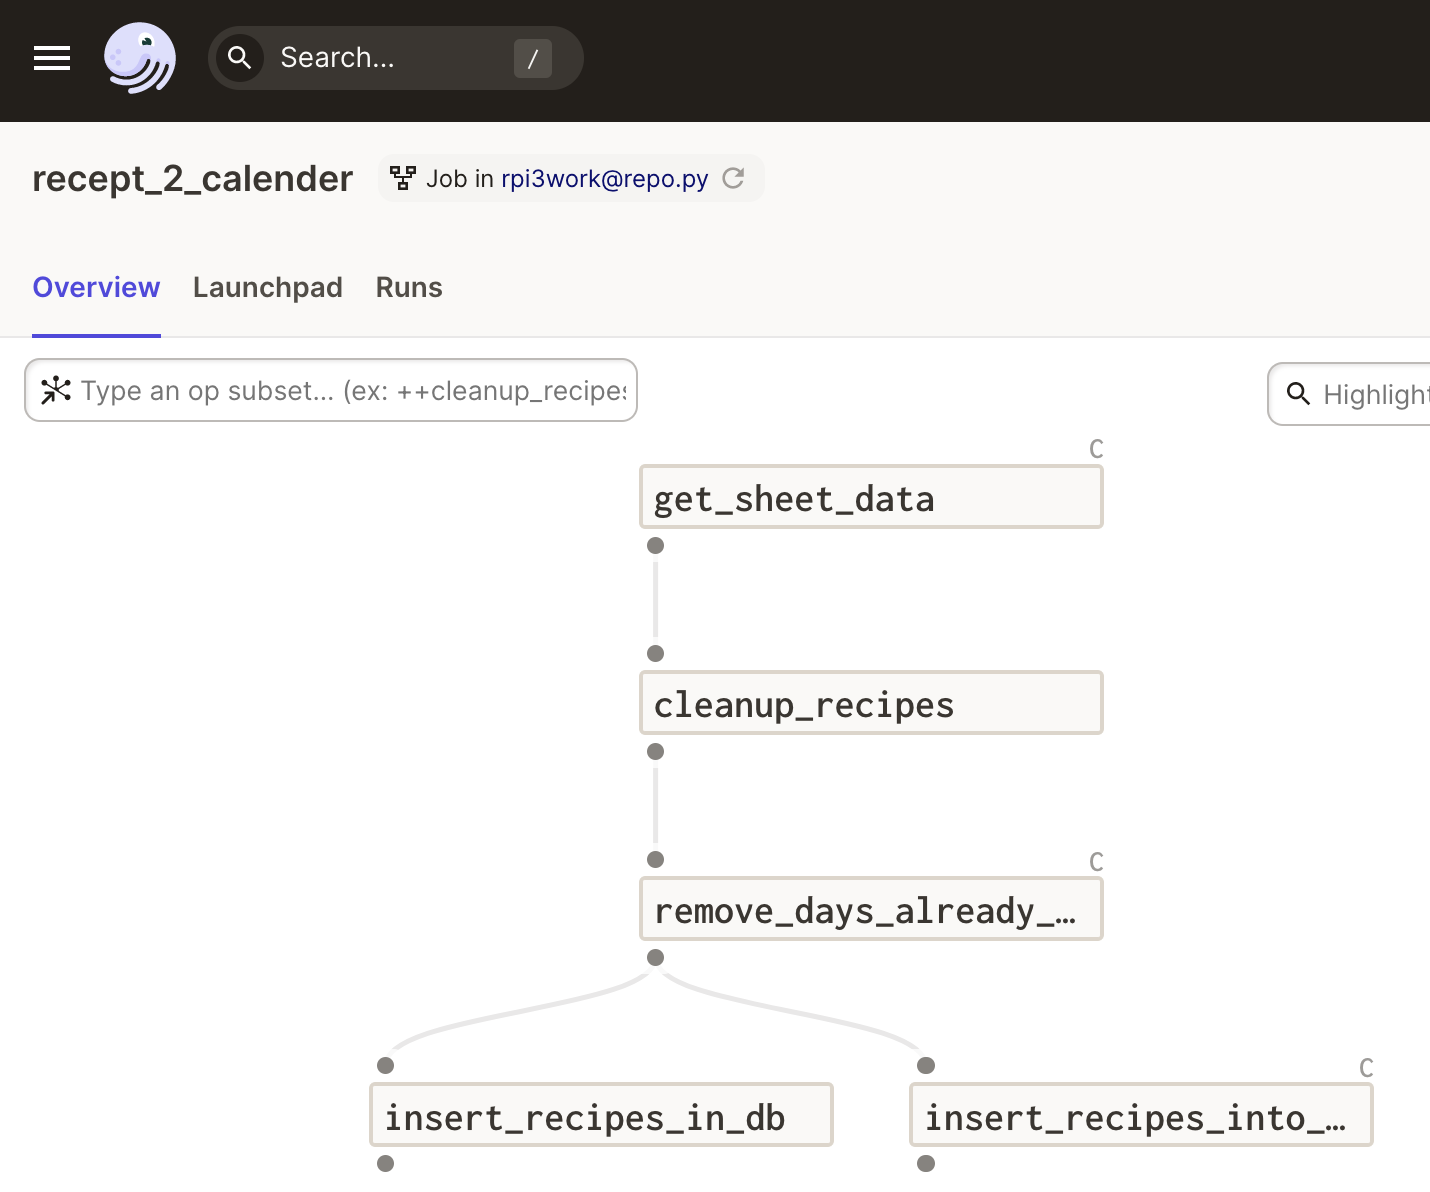 Search... /
recept_2_calender Job in rpi3work@repo.py
Overview Launchpad Runs
Type an op subset... (ex: ++cleanup_recipes
Highlight
C
get_sheet_data
cleanup_recipes
C
remove_days_already_…
C
insert_recipes_in_db insert_recipes_into_…